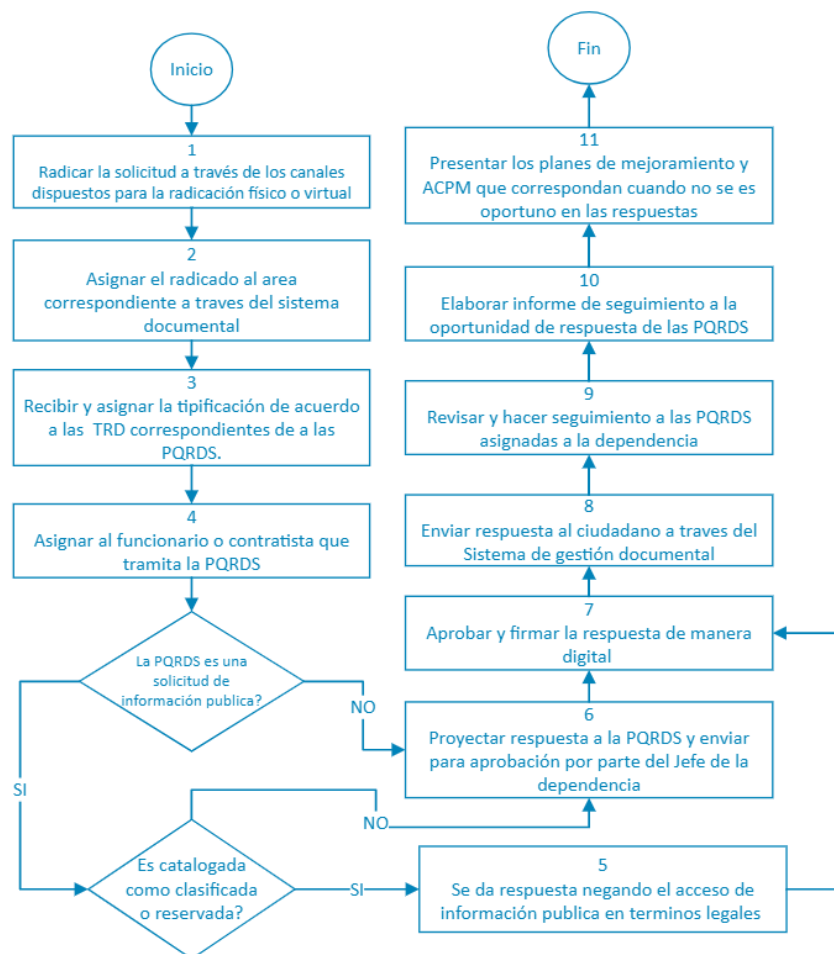 Inicio
1
Radicar la solicitud a través de los canales
dispuestos para la radicación físico o virtual
2
Asignar el radicado al area
correspondiente a traves del sistema
documental
3
Recibir y asignar la tipificación de acuerdo
a las TRD correspondientes de a las
PQRDS.
4
Asignar al funcionario o contratista que
tramita la PQRDS
La PQRDS es una
solicitud de
información publica?
NO
SI
Es catalogada
como clasificada
o reservada?
NO
SI
5
Se da respuesta negando el acceso de
información publica en terminos legales
6
Proyectar respuesta a la PQRDS y enviar
para aprobación por parte del Jefe de la
dependencia
7
Aprobar y firmar la respuesta de manera
digital
8
Enviar respuesta al ciudadano a traves del
Sistema de gestión documental
9
Revisar y hacer seguimiento a las PQRDS
asignadas a la dependencia
10
Elaborar informe de seguimiento a la
oportunidad de respuesta de las PQRDS
11
Presentar los planes de mejoramiento y
ACPM que correspondan cuando no se es
oportuno en las respuestas
Fin